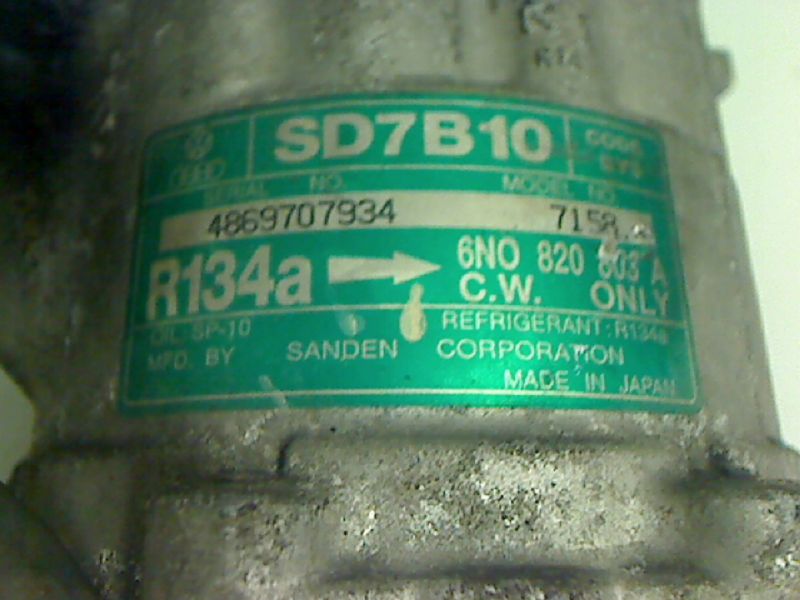 SD7B10
CODE
SERIAL NO. MODEL NO.
4869707934 7158
R134a 6N0 820 803 A
C.W. ONLY
OIL SP-10 REFRIGERANT: R134a
MFD. BY SANDEN CORPORATION
MADE IN JAPAN